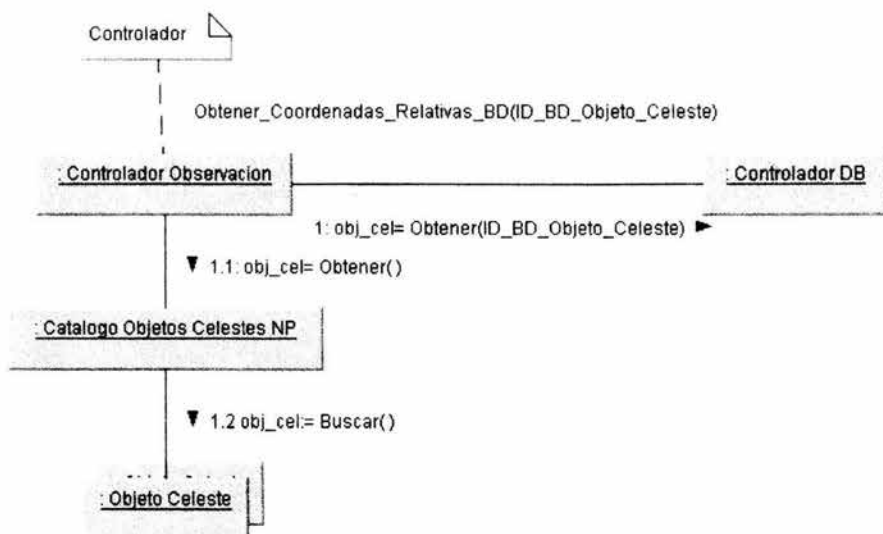 Controlador
Obtener_Coordenadas_Relativas_BD(ID_BD_Objeto_Celeste)
: Controlador Observacion
: Controlador DB
1: obj_cel= Obtener(ID_BD_Objeto_Celeste)
1.1: obj_cel= Obtener()
: Catalogo Objetos Celestes NP
1.2 obj_cel:= Buscar()
: Objeto Celeste